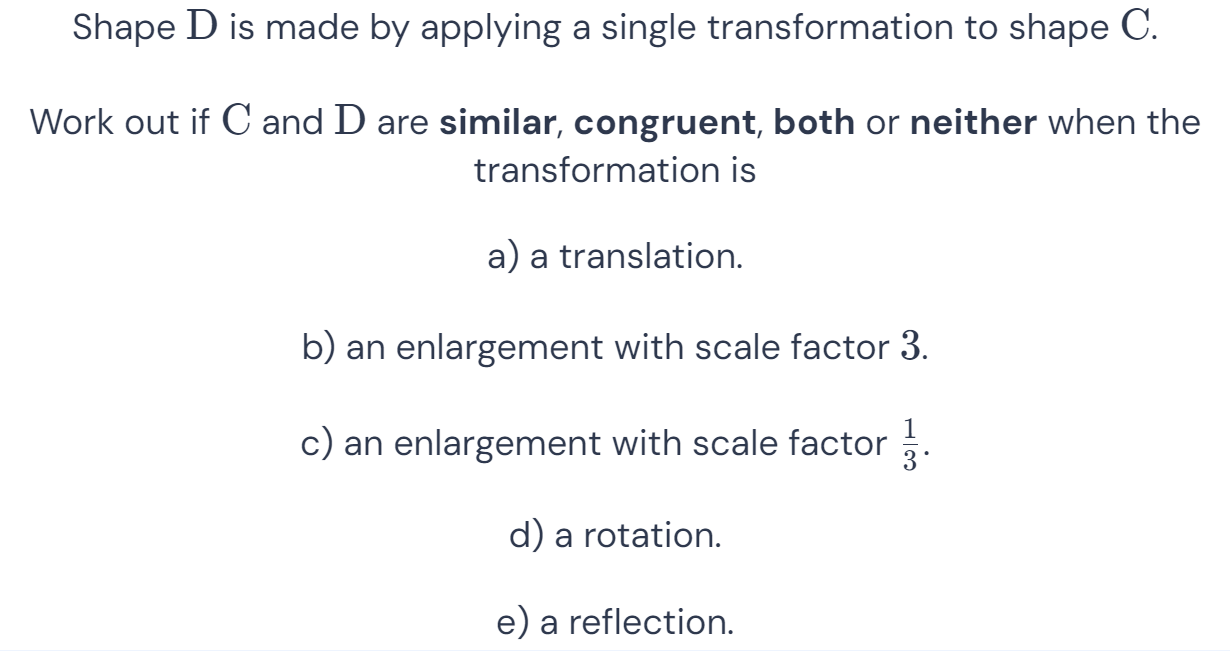 Shape D is made by applying a single transformation to shape C.
Work out if C and D are similar, congruent, both or neither when the
transformation is
a) a translation.
b) an enlargement with scale factor 3.
c) an enlargement with scale factor 1/3.
d) a rotation.
e) a reflection.